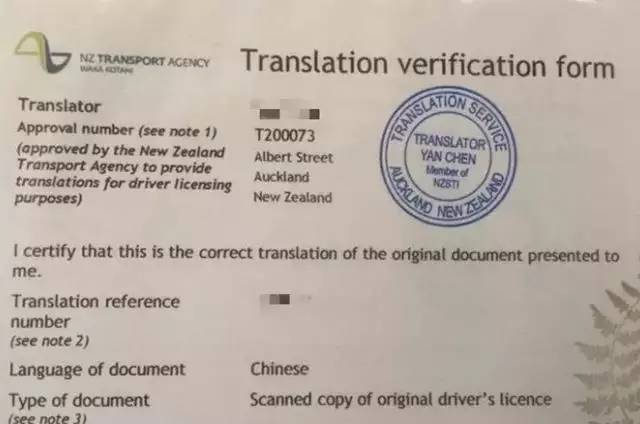 NZ TRANSPORT AGENCY
WAKA KOTAHI
Translation verification form
Translator
Approval number (see note 1)
T200073
(approved by the New Zealand
Transport Agency to provide
translations for driver licensing
purposes)
Albert Street
Auckland
New Zealand
TRANSLATION SERVICE
TRANSLATOR
YAN CHEN
Member of
NZSTI
AUCKLAND NEW ZEALAND
I certify that this is the correct translation of the original document presented to
me.
Translation reference
number
(see note 2)
Language of document
Chinese
Type of document
Scanned copy of original driver's licence
(see note 3)